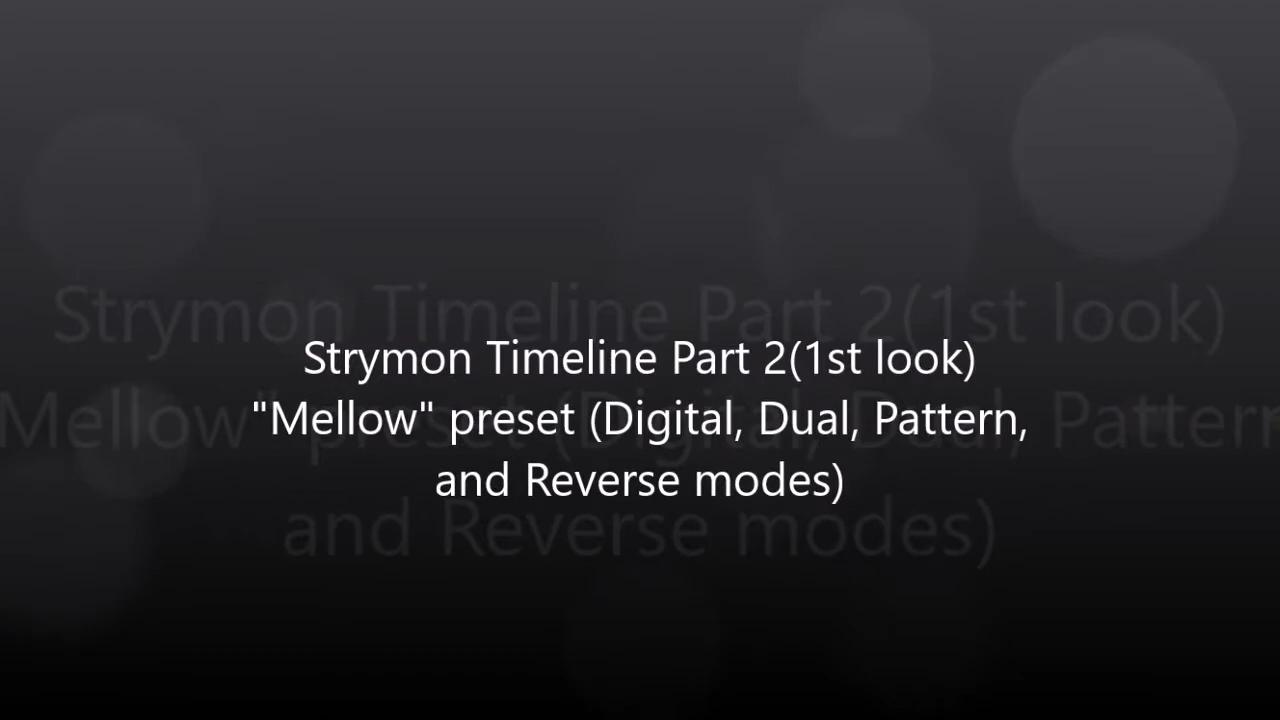 Strymon Timeline Part 2(1st look)
"Mellow" preset (Digital, Dual, Pattern,
and Reverse modes)